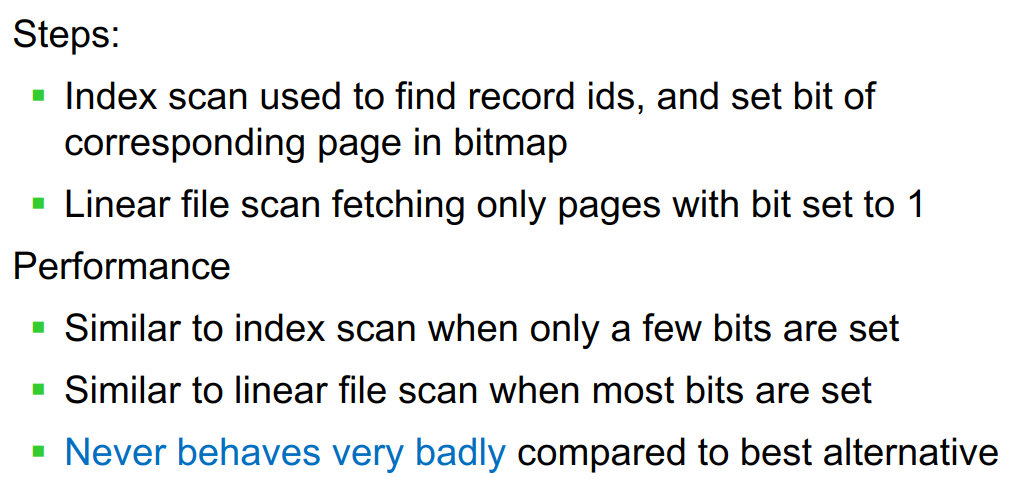 Steps:
▪ Index scan used to find record ids, and set bit of
corresponding page in bitmap
▪ Linear file scan fetching only pages with bit set to 1
Performance
▪ Similar to index scan when only a few bits are set
▪ Similar to linear file scan when most bits are set
▪ Never behaves very badly compared to best alternative